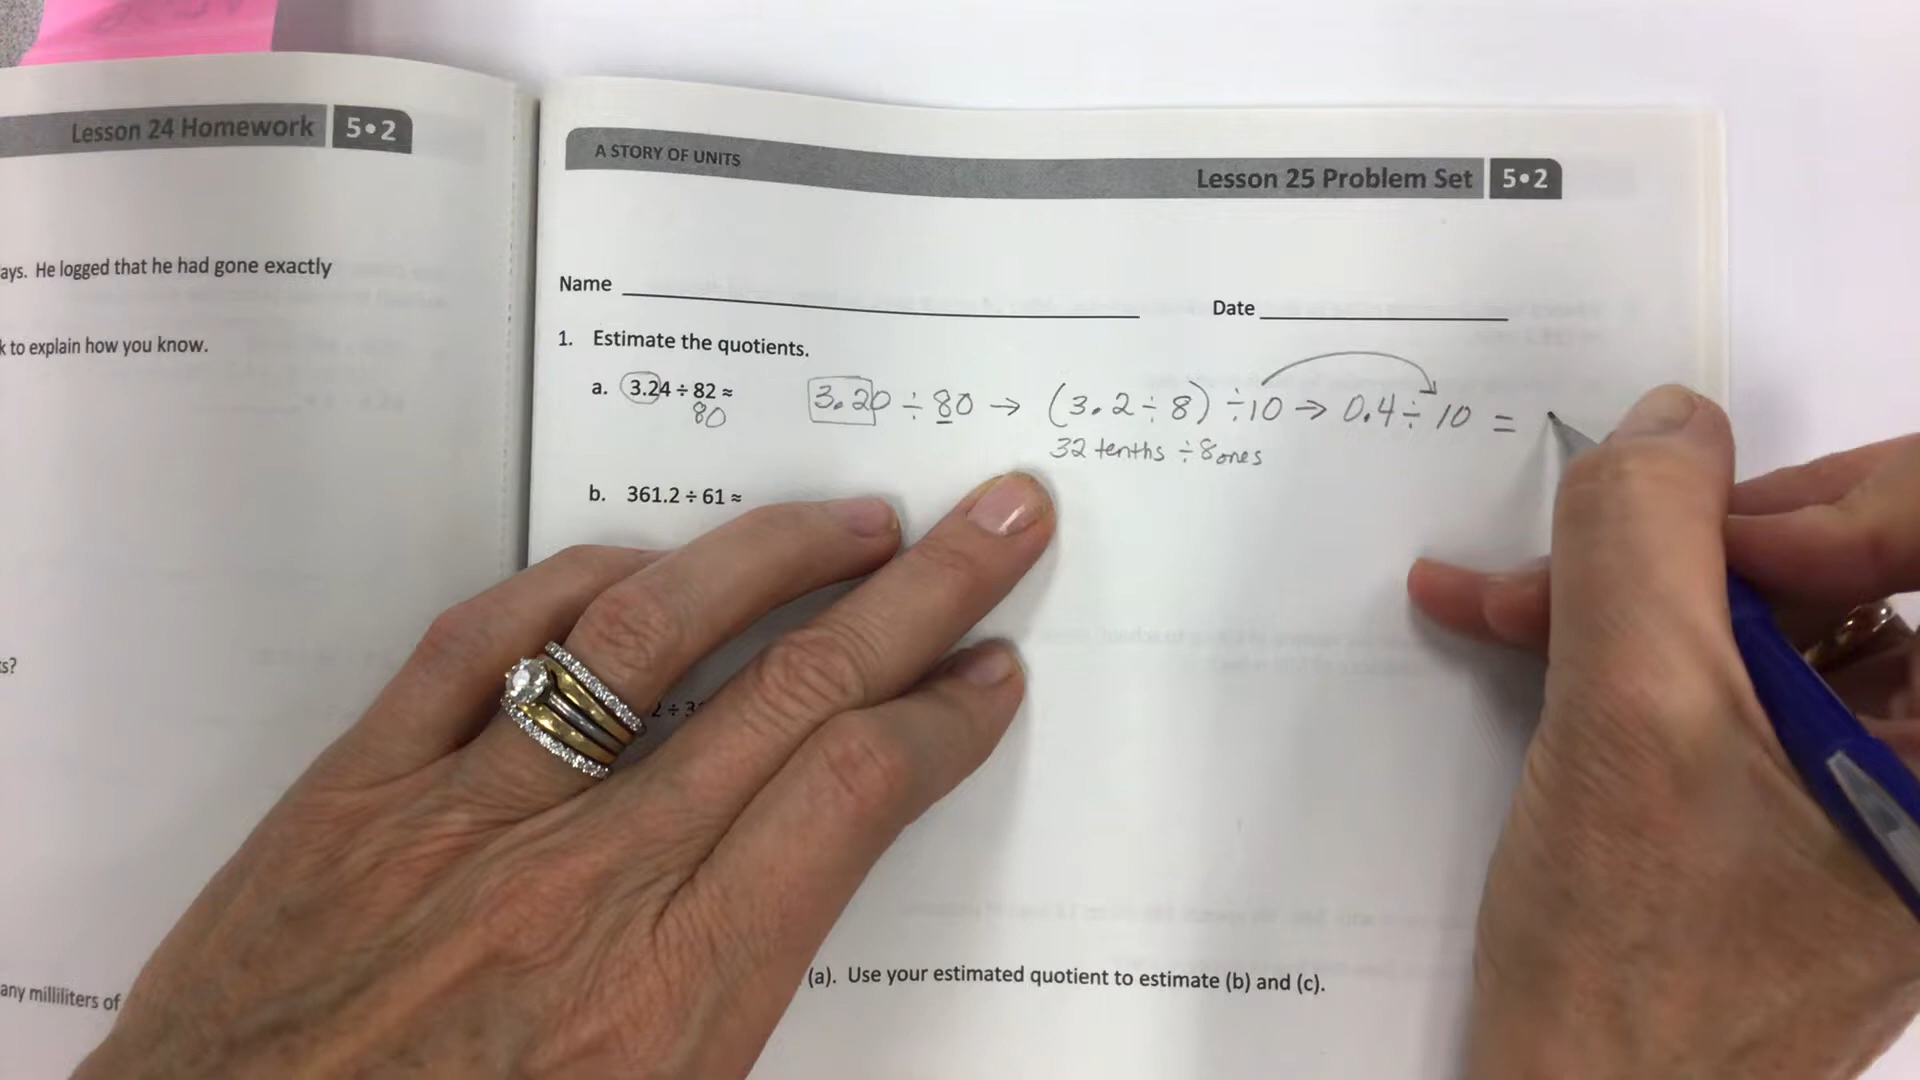 Lesson 24 Homework 5•2
ays. He logged that he had gone exactly
k to explain how you know.
s?
any milliliters of
A STORY OF UNITS
Lesson 25 Problem Set 5•2
Name
Date
1. Estimate the quotients.
a. 3.24 ÷ 82 ≈ 3.20 ÷ 80 → (3.2 ÷ 8) ÷ 10 → 0.4 ÷ 10 =
80
32 tenths ÷ 8 ones
b. 361.2 ÷ 61 ≈
2 ÷ 3
(a). Use your estimated quotient to estimate (b) and (c).